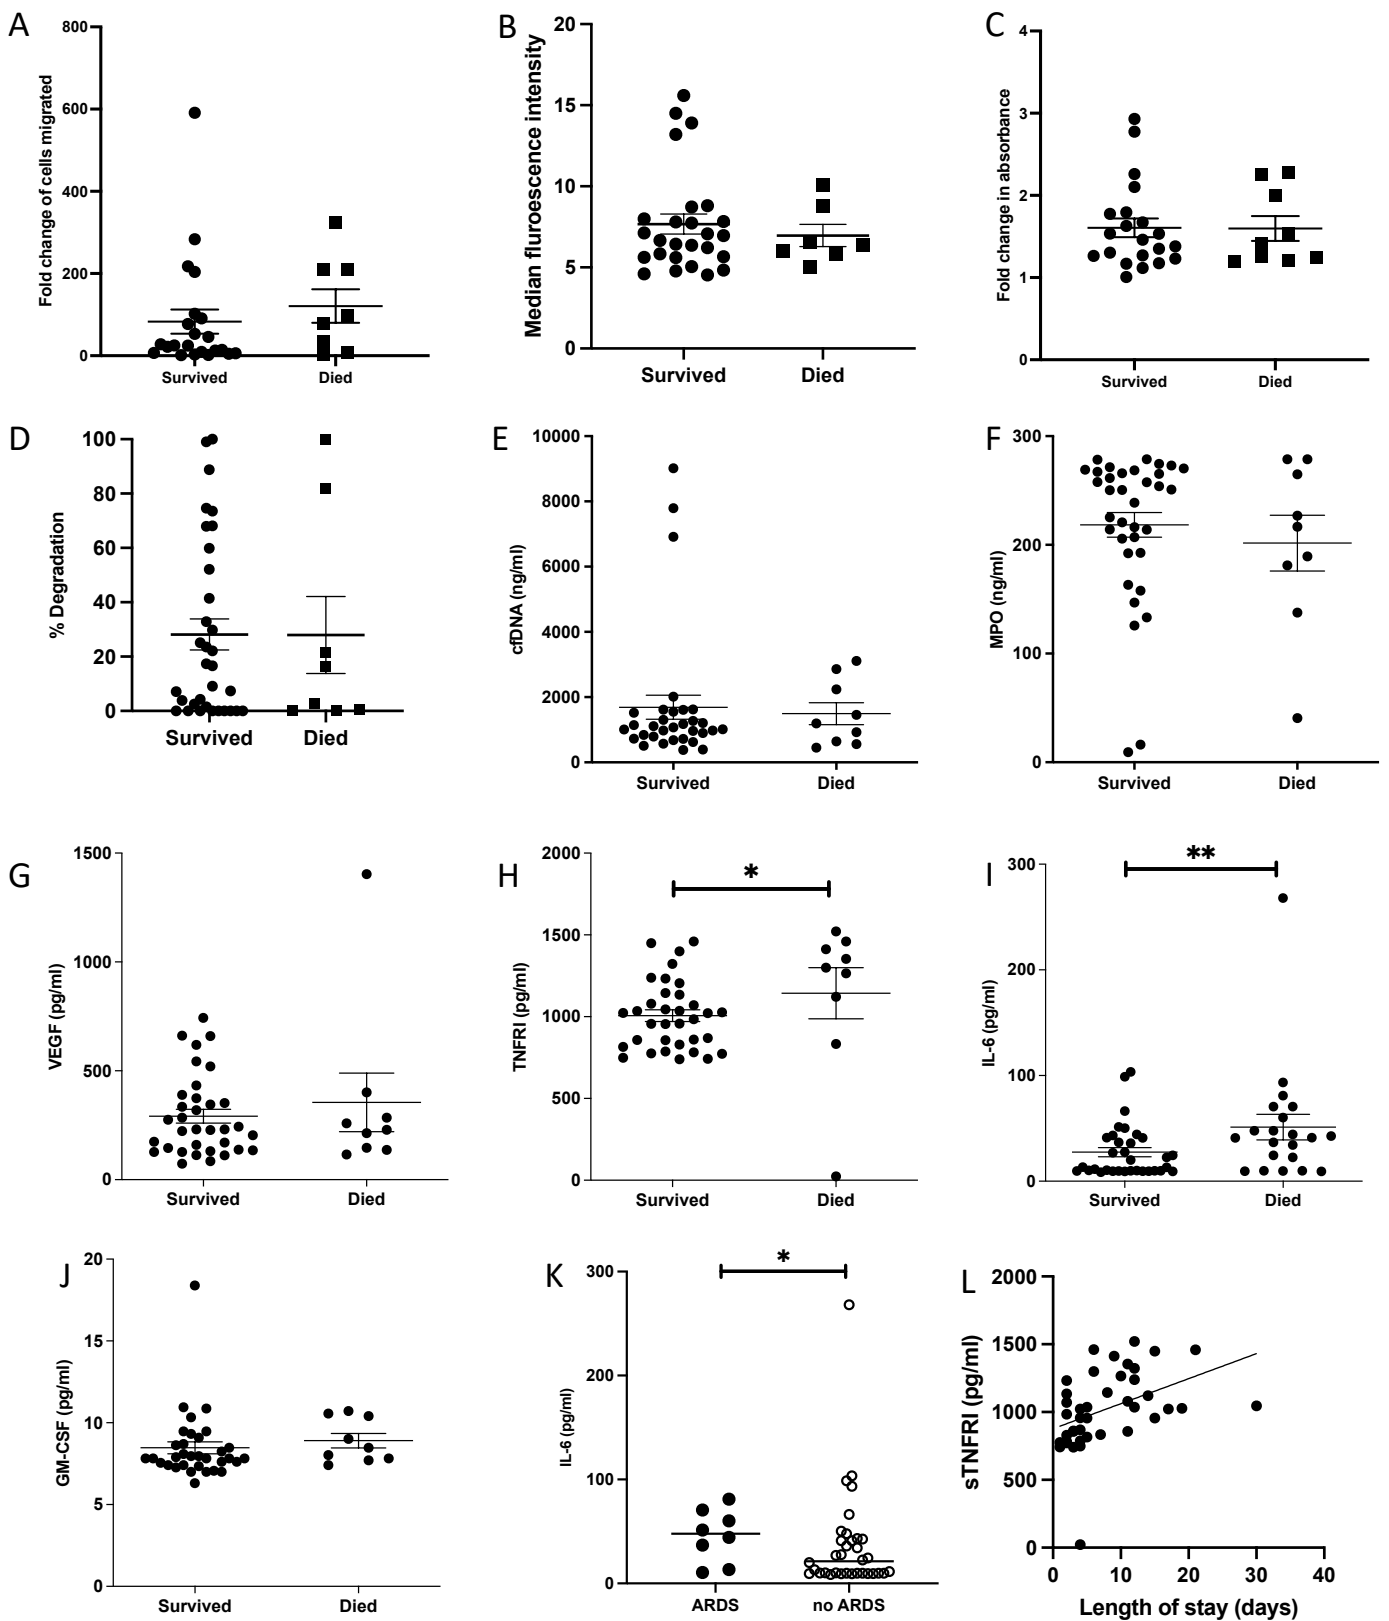 A
Fold change of cells migrated
800
600
400
200
0
Survived Died
B
Median fluroescence intensity
20
15
10
5
0
Survived Died
C
Fold change in absorbance
4
3
2
1
0
Survived Died
D
% Degradation
100
80
60
40
20
0
Survived Died
E
cfDNA (ng/ml)
10000
8000
6000
4000
2000
0
Survived Died
F
MPO (ng/ml)
300
200
100
0
Survived Died
G
VEGF (pg/ml)
1500
1000
500
0
Survived Died
H
TNFRI (pg/ml)
2000
1500
1000
500
0
*
Survived Died
I
IL-6 (pg/ml)
300
200
100
0
**
Survived Died
J
GM-CSF (pg/ml)
20
15
10
5
0
Survived Died
K
IL-6 (pg/ml)
300
200
100
0
*
ARDS no ARDS
L
sTNFRI (pg/ml)
2000
1500
1000
500
0
0 10 20 30 40
Length of stay (days)